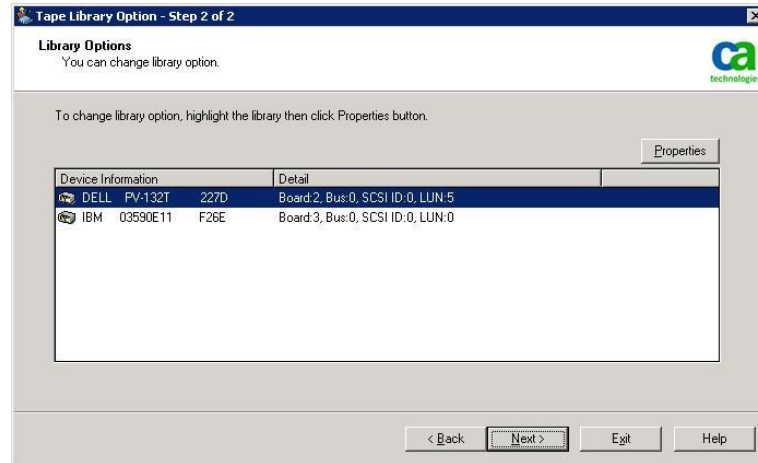 Tape Library Option - Step 2 of 2
Library Options
You can change library option.
ca
technologies
To change library option, highlight the library then click Properties button.
Properties
Device Information Detail
DELL PV-132T 227D Board:2, Bus:0, SCSI ID:0, LUN:5
IBM 03590E11 F26E Board:3, Bus:0, SCSI ID:0, LUN:0
< Back Next > Exit Help